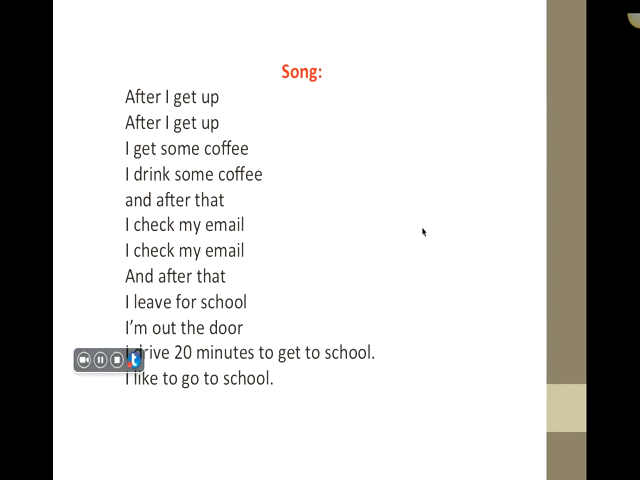 Song:
After I get up
After I get up
I get some coffee
I drink some coffee
and after that
I check my email
I check my email
And after that
I leave for school
I'm out the door
I drive 20 minutes to get to school.
I like to go to school.